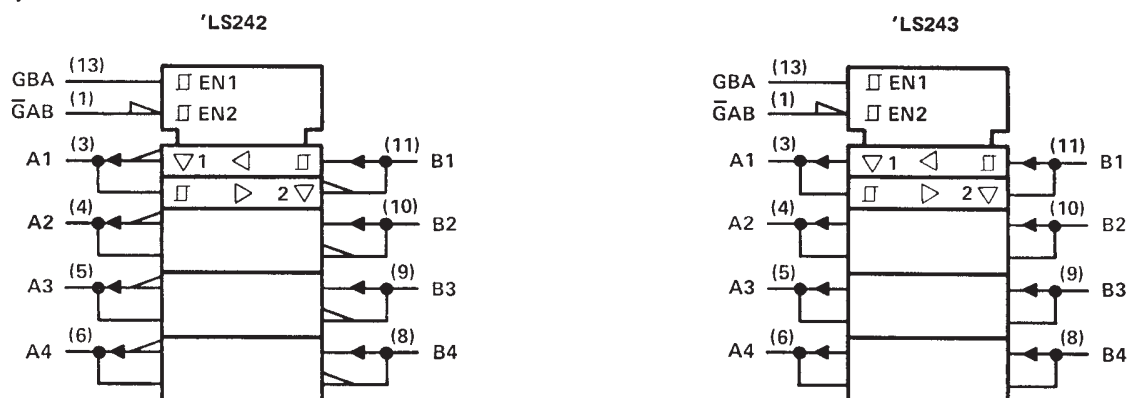 'LS242
GBA (13) EN1
G̅AB (1) EN2
A1 (3) 1 (11) B1
2
A2 (4) (10) B2
A3 (5) (9) B3
A4 (6) (8) B4
'LS243
GBA (13) EN1
G̅AB (1) EN2
A1 (3) 1 (11) B1
2
A2 (4) (10) B2
A3 (5) (9) B3
A4 (6) (8) B4